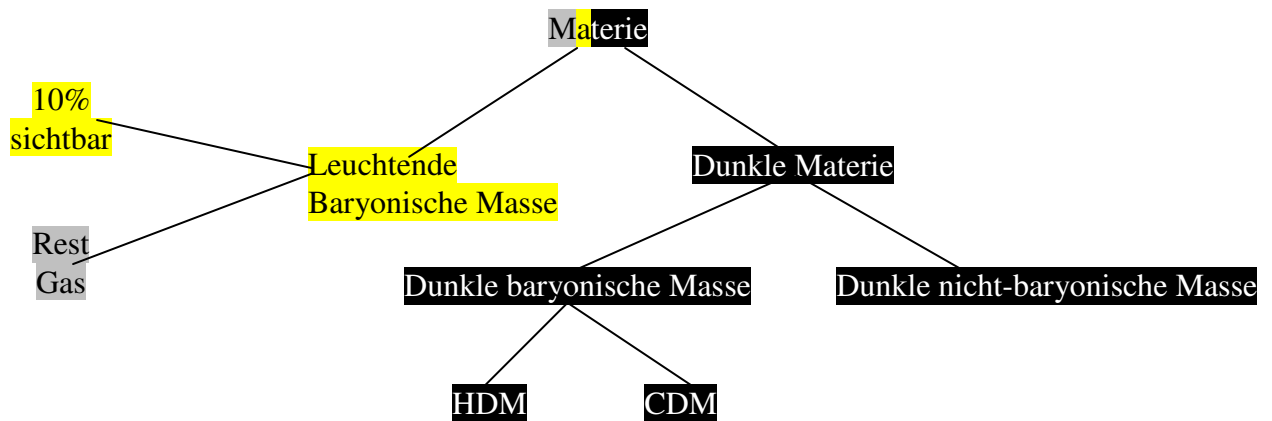 Materie
10%
sichtbar
Leuchtende
Baryonische Masse
Dunkle Materie
Rest
Gas
Dunkle baryonische Masse
Dunkle nicht-baryonische Masse
HDM
CDM